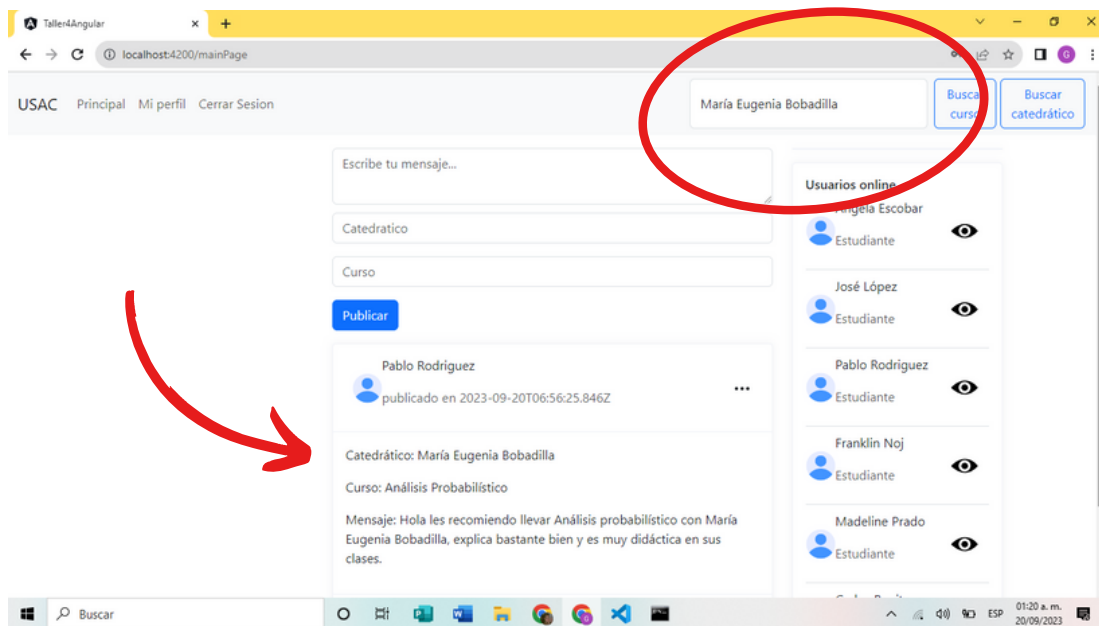 Taller4Angular
localhost:4200/mainPage
G
USAC Principal Mi perfil Cerrar Sesion
María Eugenia Bobadilla
Buscar
curso
Buscar
catedrático
Escribe tu mensaje...
Catedratico
Curso
Publicar
Pablo Rodriguez
publicado en 2023-09-20T06:56:25.846Z
Catedrático: María Eugenia Bobadilla
Curso: Análisis Probabilístico
Mensaje: Hola les recomiendo llevar Análisis probabilístico con María
Eugenia Bobadilla, explica bastante bien y es muy didáctica en sus
clases.
Usuarios online
Angela Escobar
Estudiante
José López
Estudiante
Pablo Rodriguez
Estudiante
Franklin Noj
Estudiante
Madeline Prado
Estudiante
Buscar
ESP
01:20 a. m.
20/09/2023